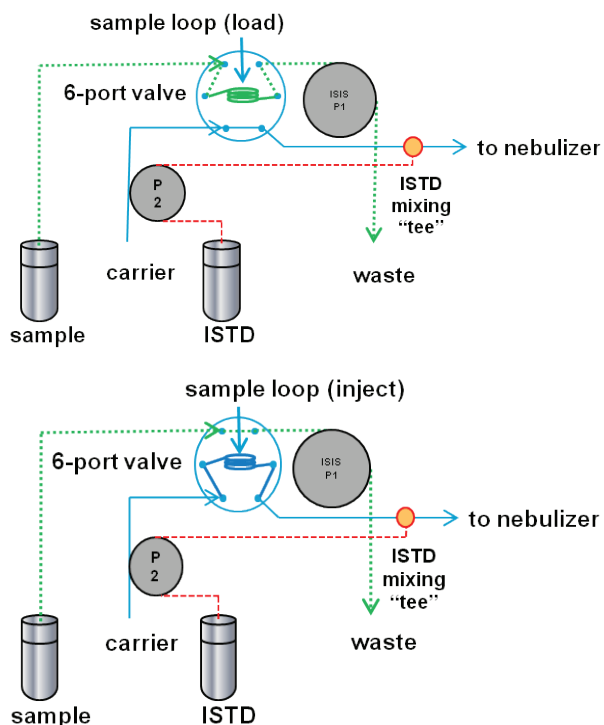 sample loop (load)
6-port valve
ISIS
P1
to nebulizer
P
2
ISTD
mixing
“tee”
carrier
waste
sample
ISTD
sample loop (inject)
6-port valve
ISIS
P1
to nebulizer
P
2
ISTD
mixing
“tee”
carrier
waste
sample
ISTD